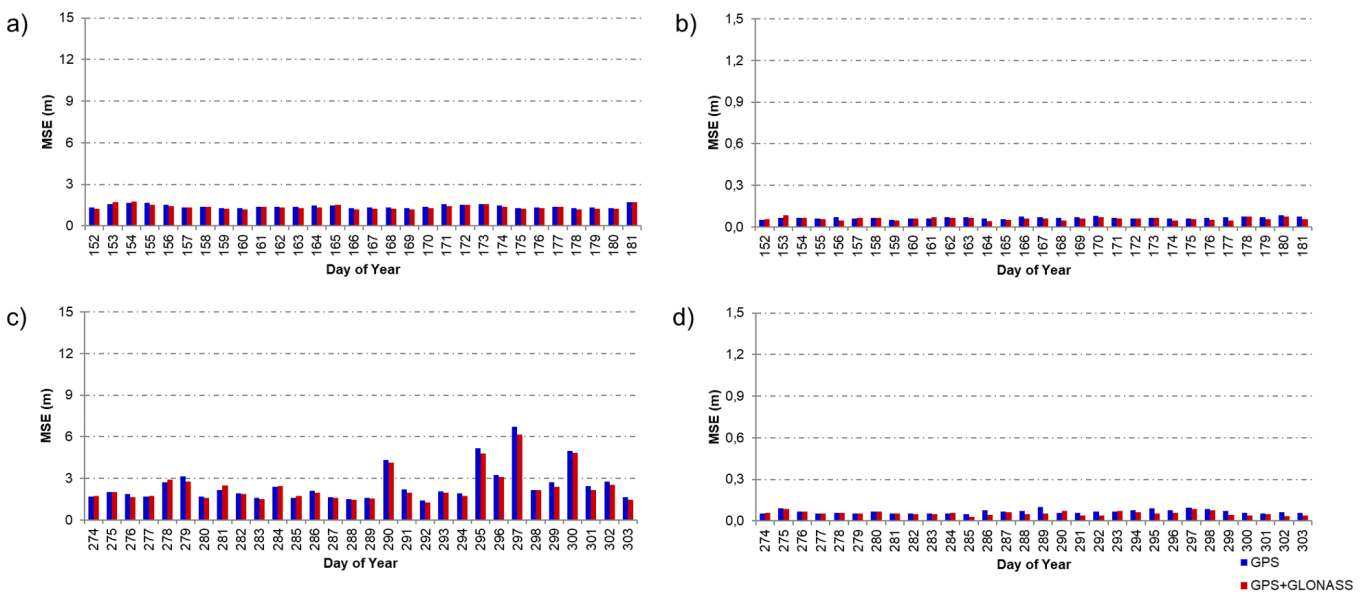 a)
15
12
9
6
3
0
MSE (m)
152 153 154 155 156 157 158 159 160 161 162 163 164 165 166 167 168 169 170 171 172 173 174 175 176 177 178 179 180 181
Day of Year
b)
1,5
1,2
0,9
0,6
0,3
0,0
MSE (m)
152 153 154 155 156 157 158 159 160 161 162 163 164 165 166 167 168 169 170 171 172 173 174 175 176 177 178 179 180 181
Day of Year
c)
15
12
9
6
3
0
MSE (m)
274 275 276 277 278 279 280 281 282 283 284 285 286 287 288 289 290 291 292 293 294 295 296 297 298 299 300 301 302 303
Day of Year
d)
1,5
1,2
0,9
0,6
0,3
0,0
MSE (m)
274 275 276 277 278 279 280 281 282 283 284 285 286 287 288 289 290 291 292 293 294 295 296 297 298 299 300 301 302 303
Day of Year
GPS
GPS+GLONASS